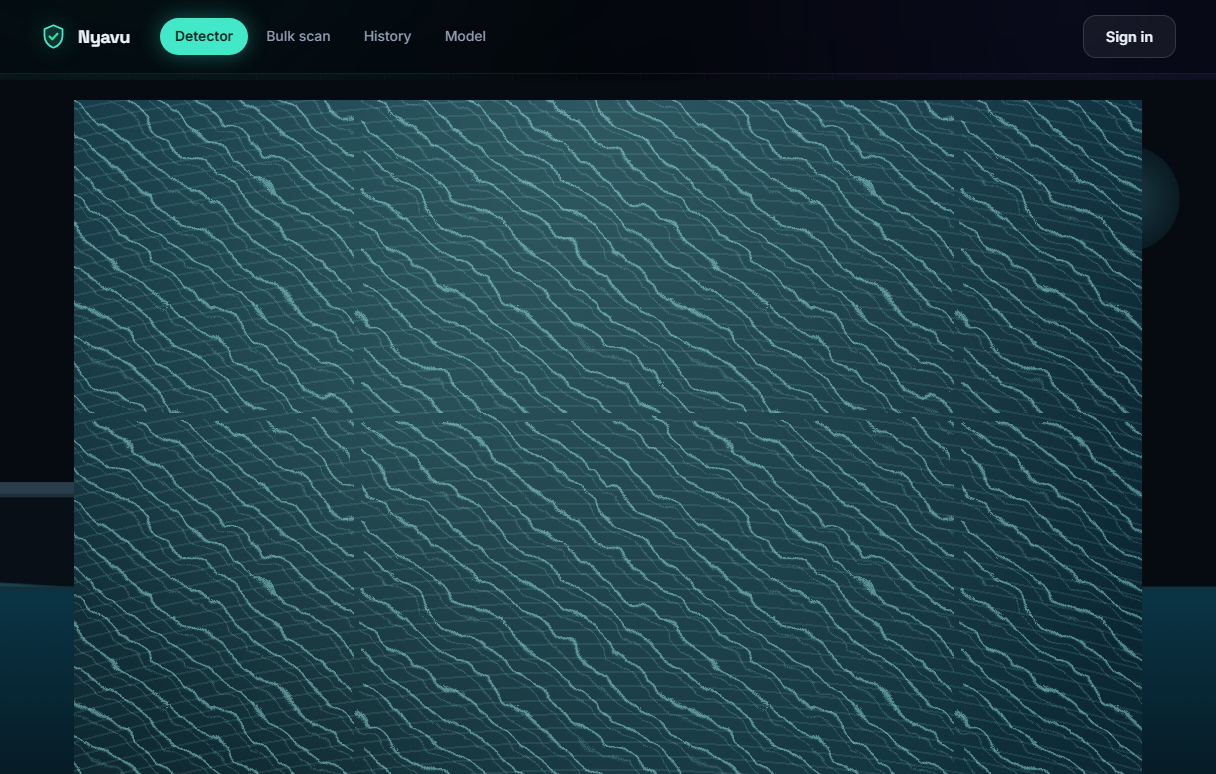 Nyavu
Detector
Bulk scan
History
Model
Sign in